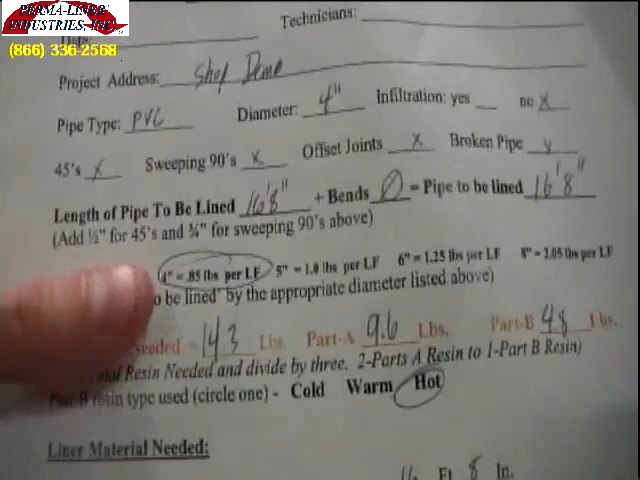 PERMA-LINER
INDUSTRIES, INC.
(866) 336-2568
Technicians:
Date:
Project Address: Shop Demo
Pipe Type: PVC Diameter: 4" Infiltration: yes no x
45's x Sweeping 90's x Offset Joints x Broken Pipe
Length of Pipe To Be Lined 16'8" + Bends 0 = Pipe to be lined 16'8"
(Add ½" for 45's and ¾" for sweeping 90's above)
4" = .85 lbs per LF 5" = 1.0 lbs per LF 6" = 1.25 lbs per LF 8" = 2.05 lbs per LF
to be lined" by the appropriate diameter listed above)
needed = 143 Lbs. Part-A 9.6 Lbs. Part-B 48 Lbs.
Resin Needed and divide by three. 2-Parts A Resin to 1-Part B Resin)
Part-B resin type used (circle one) - Cold Warm Hot
Liner Material Needed:
16 Ft 8 In.